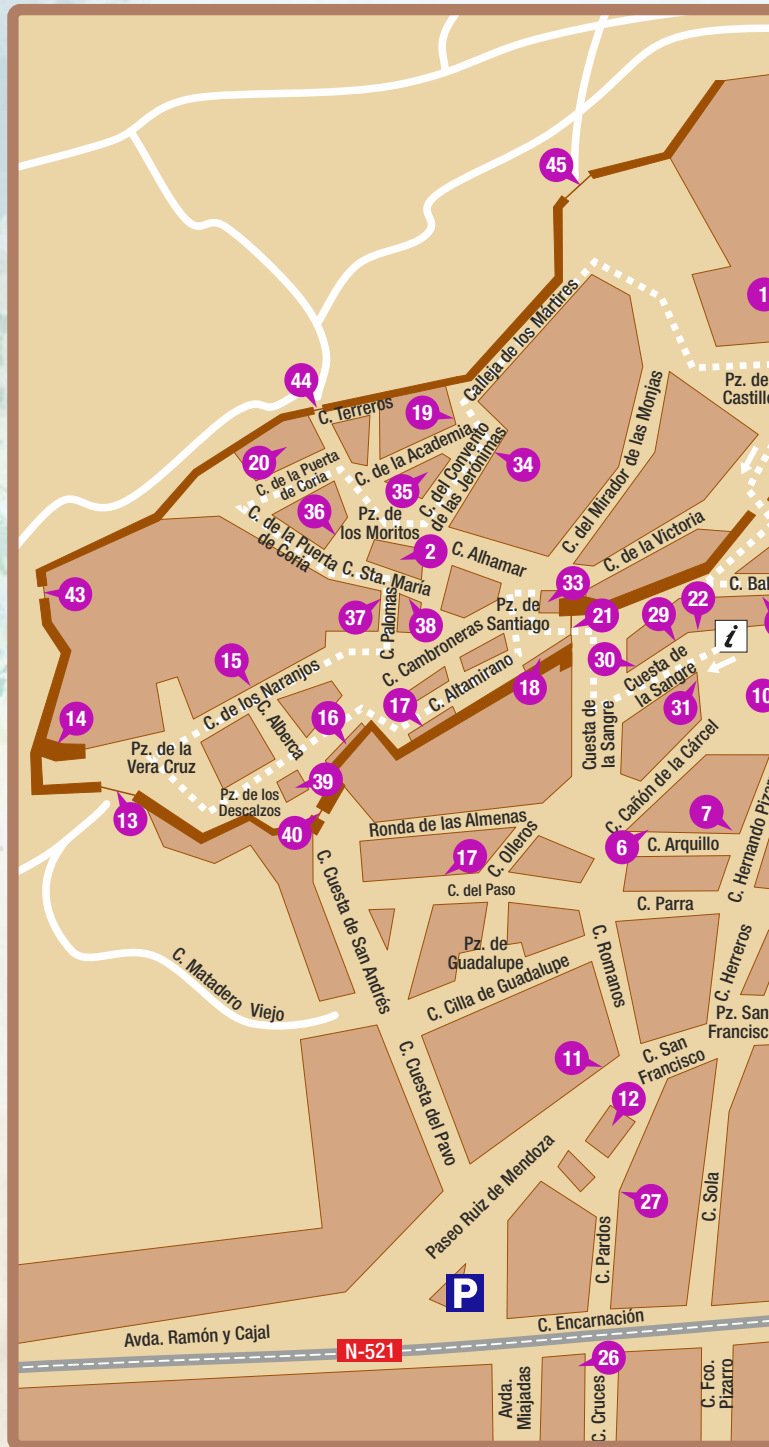 45
1
Calleja de los Mártires
Pz. de
Castill
44
C. Terreros
19
20
C. de la Puerta
de Coria
C. de la Academia
35
C. del Convento
de las Jerónimas
34
C. del Mirador de las Monjas
36
Pz. de
los Moritos
C. de la Puerta
de Coria
2
C. Alhamar
C. de la Victoria
C. Sta. María
43
33
C. Bal
37
C. Palomas
38
Pz. de
Santiago
21
29
22
i
15
C. de los Naranjos
C. Cambroneras
C. Altamirano
18
30
Cuesta de
la Sangre
31
10
14
C. Alberca
16
17
Cuesta de
la Sangre
Pz. de la
Vera Cruz
39
Pz. de los
Descalzos
13
40
C. Cañón de la Cárcel
7
Ronda de las Almenas
6
C. Arquillo
C. Hernando Pizar
17
C. Olleros
C. del Paso
C. Parra
C. Cuesta de San Andrés
Pz. de
Guadalupe
C. Romanos
C. Herreros
C. Matadero Viejo
C. Cilla de Guadalupe
Pz. San
Francisc
C. San
Francisco
11
C. Cuesta del Pavo
12
Paseo Ruiz de Mendoza
27
C. Sola
C. Pardos
P
C. Encarnación
Avda. Ramón y Cajal
N-521
26
Avda.
Miajadas
C. Cruces
C. Fco.
Pizarro